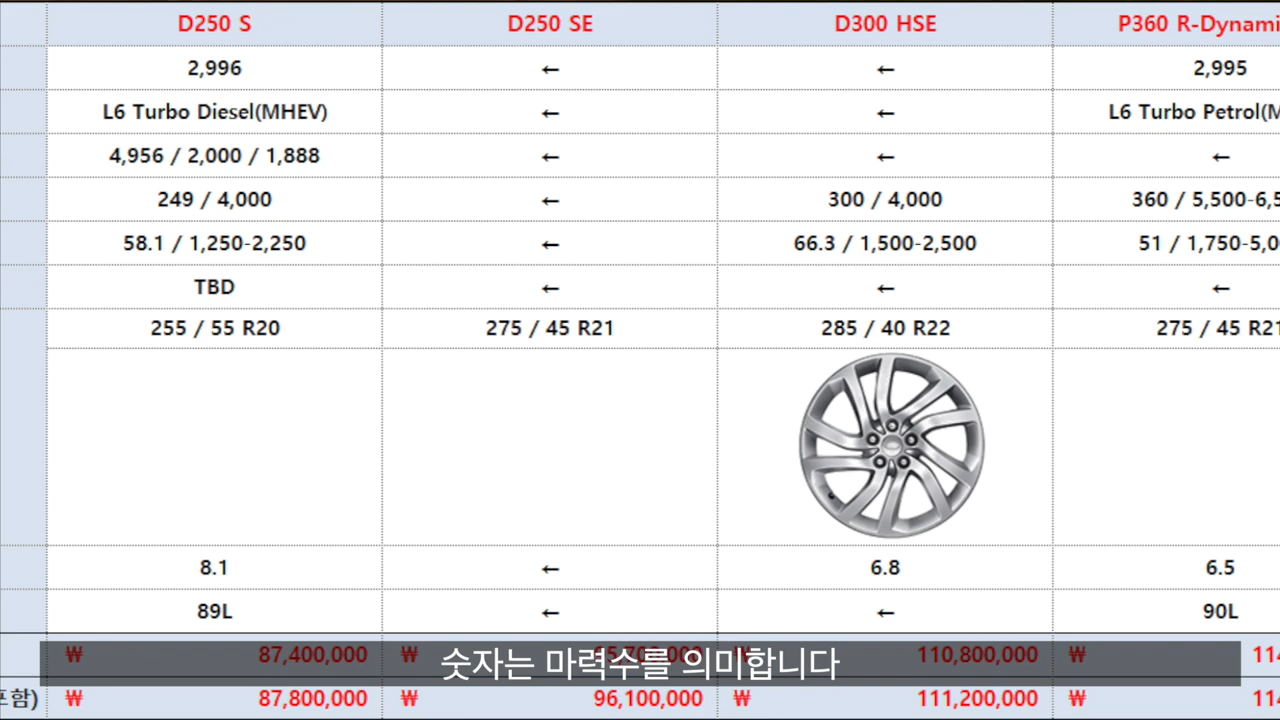 D250 S D250 SE D300 HSE P360 R-Dynami
2,996 ← ← 2,995
L6 Turbo Diesel(MHEV) ← ← L6 Turbo Petrol(M
4,956 / 2,000 / 1,888 ← ← ←
249 / 4,000 ← 300 / 4,000 360 / 5,500-6,5
58.1 / 1,250-2,250 ← 66.3 / 1,500-2,500 51 / 1,750-5,0
TBD ← ← ←
255 / 55 R20 275 / 45 R21 285 / 40 R22 275 / 45 R21
8.1 ← 6.8 6.5
89L ← ← 90L
₩ 87,400,000 ₩ 110,800,000 ₩ 114
숫자는 마력수를 의미합니다
포함) ₩ 87,800,000 ₩ 96,100,000 ₩ 111,200,000 ₩